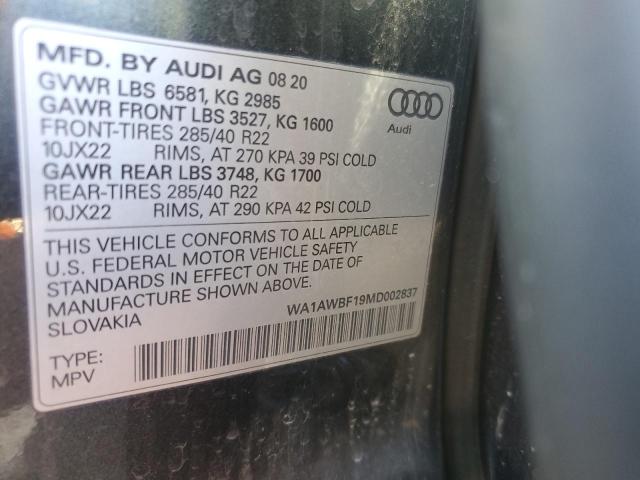 MFD. BY AUDI AG 08 20
GVWR LBS 6581, KG 2985
GAWR FRONT LBS 3527, KG 1600
FRONT-TIRES 285/40 R22
10JX22 RIMS, AT 270 KPA 39 PSI COLD
GAWR REAR LBS 3748, KG 1700
REAR-TIRES 285/40 R22
10JX22 RIMS, AT 290 KPA 42 PSI COLD
Audi
THIS VEHICLE CONFORMS TO ALL APPLICABLE
U.S. FEDERAL MOTOR VEHICLE SAFETY
STANDARDS IN EFFECT ON THE DATE OF
MANUFACTURE SHOWN ABOVE.
SLOVAKIA
WA1AWBF19MD002837
TYPE:
MPV